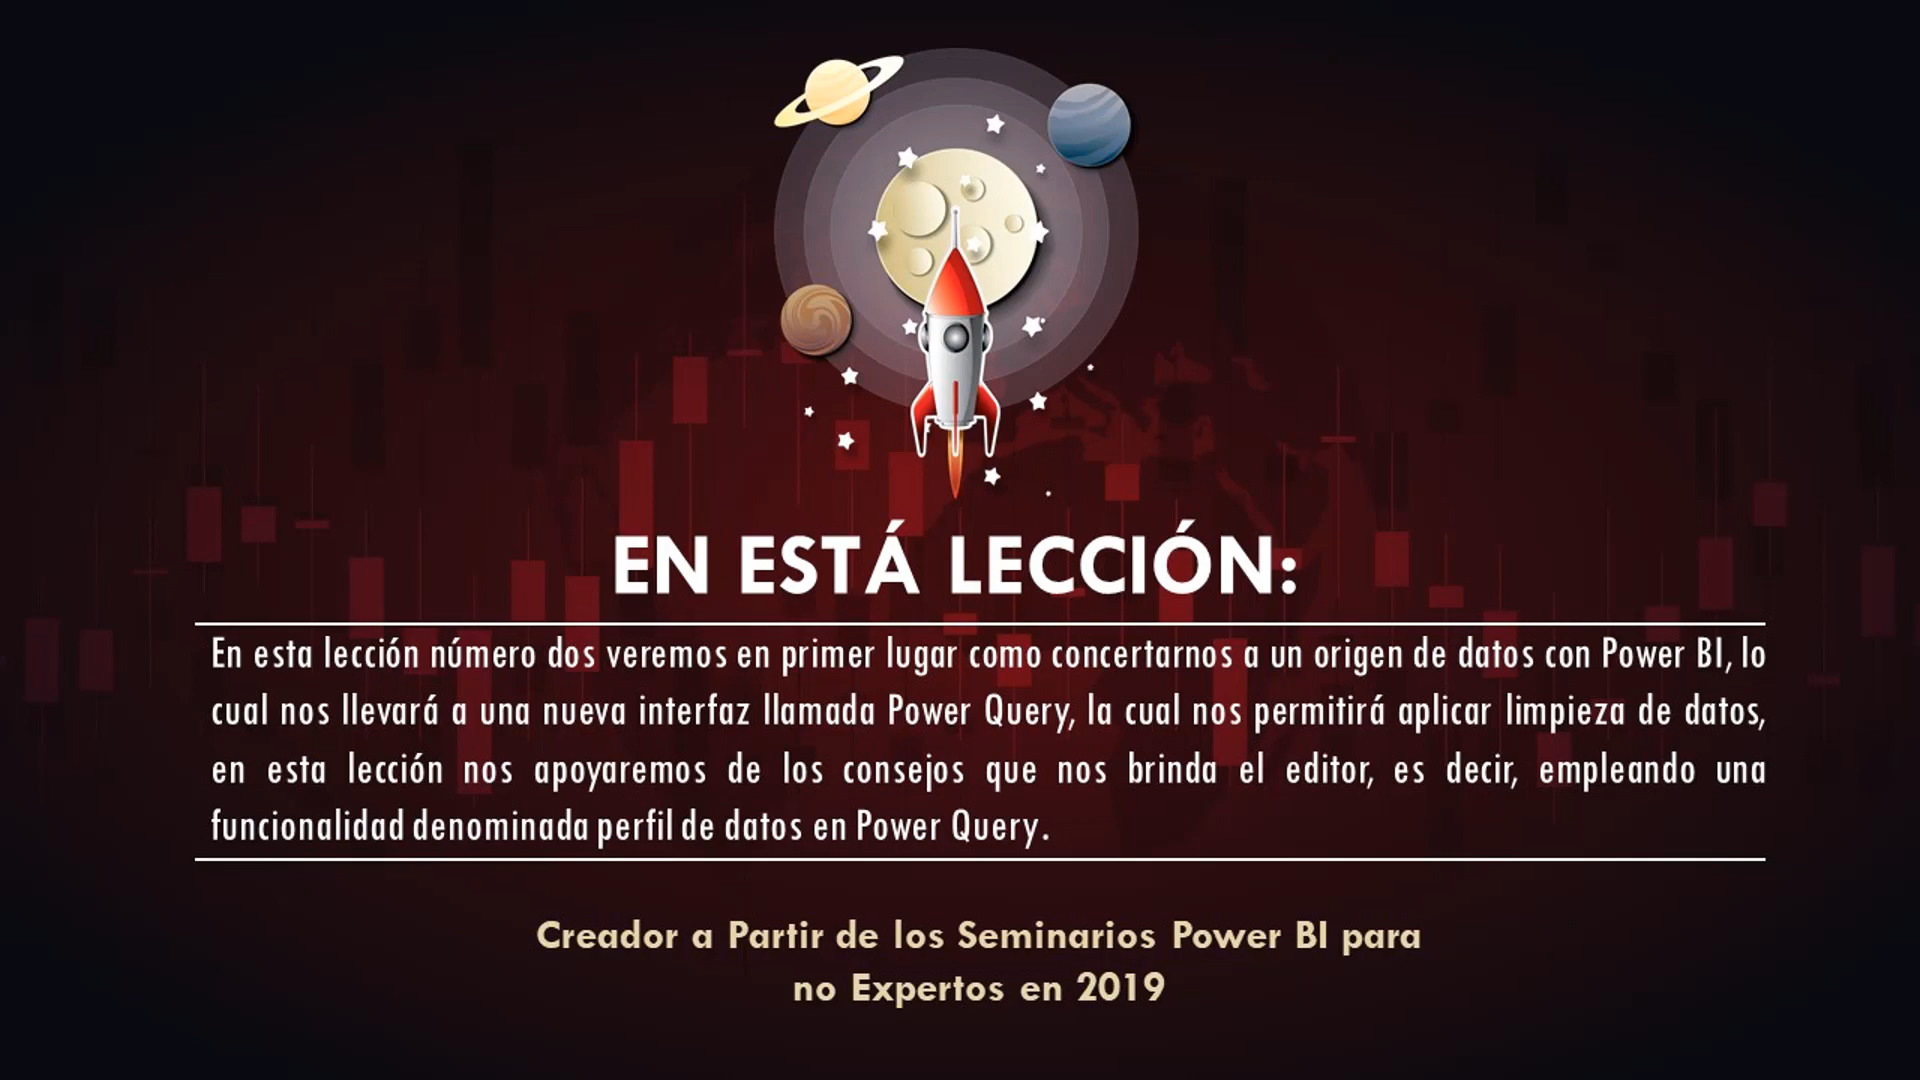 EN ESTÁ LECCIÓN:
En esta lección número dos veremos en primer lugar como concertarnos a un origen de datos con Power BI, lo
cual nos llevará a una nueva interfaz llamada Power Query, la cual nos permitirá aplicar limpieza de datos,
en esta lección nos apoyaremos de los consejos que nos brinda el editor, es decir, empleando una
funcionalidad denominada perfil de datos en Power Query.
Creador a Partir de los Seminarios Power BI para
no Expertos en 2019